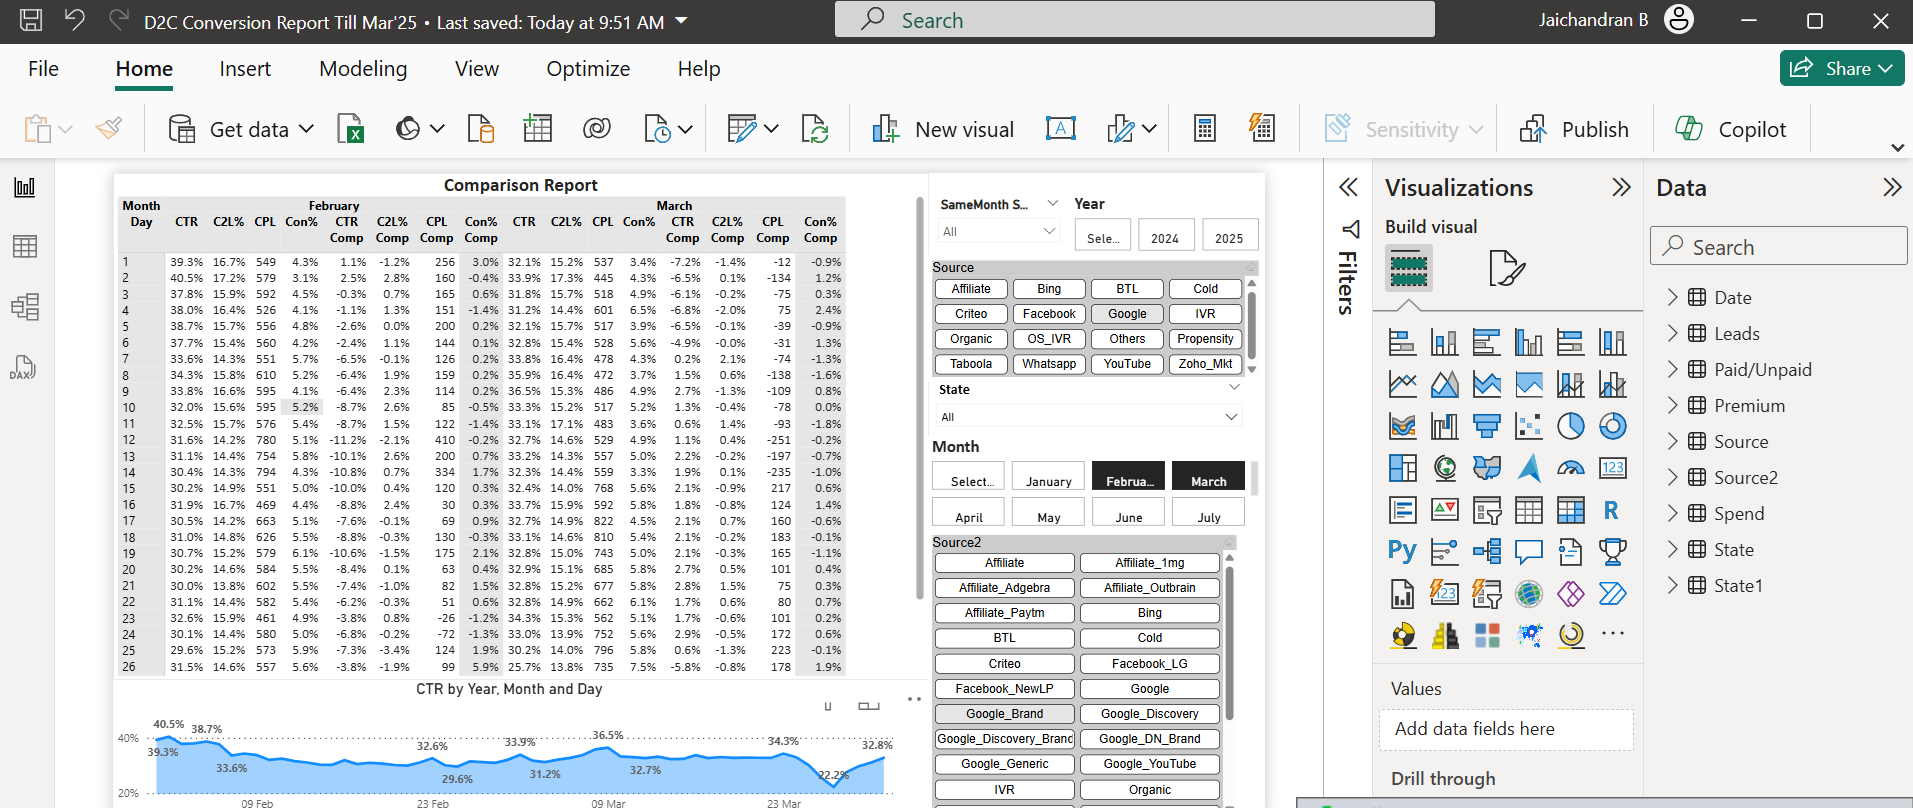 D2C Conversion Report Till Mar'25 • Last saved: Today at 9:51 AM
Search
Jaichandran B
File Home Insert Modeling View Optimize Help
Share
Get data
New visual
Sensitivity
Publish
Copilot
Comparison Report
Month February March
Day CTR C2L% CPL Con% CTR Comp C2L% Comp CPL Comp Con% Comp CTR C2L% CPL Con% CTR Comp C2L% Comp CPL Comp Con% Comp
1 39.3% 16.7% 549 4.3% 1.1% -1.2% 256 3.0% 32.1% 15.2% 537 3.4% -7.2% -1.4% -12 -0.9%
2 40.5% 17.2% 579 3.1% 2.5% 2.8% 160 -0.4% 33.9% 17.3% 445 4.3% -6.5% 0.1% -134 1.2%
3 37.8% 15.9% 592 4.5% -0.3% 0.7% 165 0.6% 31.8% 15.7% 518 4.9% -6.1% -0.2% -75 0.3%
4 38.0% 16.4% 526 4.1% -1.1% 1.3% 151 -1.4% 31.2% 14.4% 601 6.5% -6.8% -2.0% 75 2.4%
5 38.7% 15.7% 556 4.8% -2.6% 0.0% 200 0.2% 32.1% 15.7% 517 3.9% -6.5% -0.1% -39 -0.9%
6 37.7% 15.4% 560 4.2% -2.4% 1.1% 144 0.1% 32.8% 15.4% 528 5.6% -4.9% -0.0% -31 1.3%
7 33.6% 14.3% 551 5.7% -6.5% -0.1% 126 0.2% 33.8% 16.4% 478 4.3% 0.2% 2.1% -74 -1.3%
8 34.3% 15.8% 610 5.2% -6.4% 1.9% 159 0.2% 35.9% 16.4% 472 3.7% 1.5% 0.6% -138 -1.6%
9 33.8% 16.6% 595 4.1% -6.4% 2.3% 114 0.2% 36.5% 15.3% 486 4.9% 2.7% -1.3% -109 0.8%
10 32.0% 15.6% 595 5.2% -8.7% 2.6% 85 -0.5% 33.3% 15.2% 517 5.2% 1.3% -0.4% -78 0.0%
11 32.5% 15.7% 576 5.4% -8.7% 1.5% 122 -1.4% 33.1% 17.1% 483 3.6% 0.6% 1.4% -93 -1.8%
12 31.6% 14.2% 780 5.1% -11.2% -2.1% 410 -0.2% 32.7% 14.6% 529 4.9% 1.1% 0.4% -251 -0.2%
13 31.1% 14.4% 754 5.8% -10.1% 2.6% 200 0.7% 33.2% 14.3% 557 5.0% 2.2% -0.2% -197 -0.7%
14 30.4% 14.3% 794 4.3% -10.8% 0.7% 334 1.7% 32.3% 14.4% 559 3.3% 1.9% 0.1% -235 -1.0%
15 30.2% 14.9% 551 5.0% -10.0% 0.4% 120 0.3% 32.4% 14.0% 768 5.6% 2.1% -0.9% 217 0.6%
16 31.9% 16.7% 469 4.4% -8.8% 2.4% 30 0.3% 33.7% 15.9% 592 5.8% 1.8% -0.8% 124 1.4%
17 30.5% 14.2% 663 5.1% -7.6% -0.1% 69 0.9% 32.7% 14.9% 822 4.5% 2.1% 0.7% 160 -0.6%
18 31.0% 14.8% 626 5.5% -8.8% -0.3% 130 -0.3% 33.1% 14.6% 810 5.4% 2.1% -0.2% 183 -0.1%
19 30.7% 15.2% 579 6.1% -10.6% -1.5% 175 2.1% 32.8% 15.0% 743 5.0% 2.1% -0.3% 165 -1.1%
20 30.2% 14.6% 584 5.5% -8.4% 0.1% 63 0.4% 32.9% 15.1% 685 5.8% 2.7% 0.5% 101 0.4%
21 30.0% 13.8% 602 5.5% -7.4% -1.0% 82 1.5% 32.8% 15.2% 677 5.8% 2.8% 1.5% 75 0.3%
22 31.1% 14.4% 582 5.4% -6.2% -0.3% 51 0.6% 32.8% 14.9% 662 6.1% 1.7% 0.6% 80 0.7%
23 32.6% 15.9% 461 4.9% -3.8% 0.8% -26 -1.2% 34.3% 15.3% 562 5.1% 1.7% -0.6% 101 0.2%
24 30.1% 14.4% 580 5.0% -6.8% -0.2% -72 -1.3% 33.0% 13.9% 752 5.6% 2.9% -0.5% 172 0.6%
25 29.6% 15.2% 573 5.9% -7.3% -3.4% 124 1.9% 30.2% 14.0% 796 5.8% 0.6% -1.3% 223 -0.1%
26 31.5% 14.6% 557 5.6% -3.8% -1.9% 99 5.9% 25.7% 13.8% 735 7.5% -5.8% -0.8% 178 1.9%
CTR by Year, Month and Day
40%
20%
40.5% 38.7% 39.3% 33.6% 32.6% 29.6% 33.9% 31.2% 36.5% 32.7% 34.3% 22.2% 32.8%
09 Feb 23 Feb 09 Mar 23 Mar
SameMonth S... Year
All
Sele... 2024 2025
Source
Affiliate Bing BTL Cold
Criteo Facebook Google IVR
Organic OS_IVR Others Propensity
Taboola Whatsapp YouTube Zoho_Mkt
State
All
Month
Select... January Februa... March
April May June July
Source2
Affiliate Affiliate_1mg
Affiliate_Adgebra Affiliate_Outbrain
Affiliate_Paytm Bing
BTL Cold
Criteo Facebook_LG
Facebook_NewLP Google
Google_Brand Google_Discovery
Google_Discovery_Brand Google_DN_Brand
Google_Generic Google_YouTube
IVR Organic
Filters
Visualizations
Build visual
123
R
Py
123
Values
Add data fields here
Drill through
Data
Search
Date
Leads
Paid/Unpaid
Premium
Source
Source2
Spend
State
State1
DAX